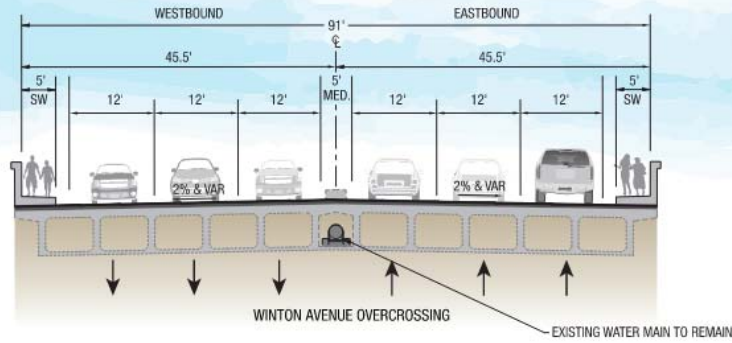 WESTBOUND
EASTBOUND
91'
℄
45.5'
45.5'
5'
SW
12'
12'
12'
5'
MED.
12'
12'
12'
5'
SW
2% & VAR
2% & VAR
WINTON AVENUE OVERCROSSING
EXISTING WATER MAIN TO REMAIN